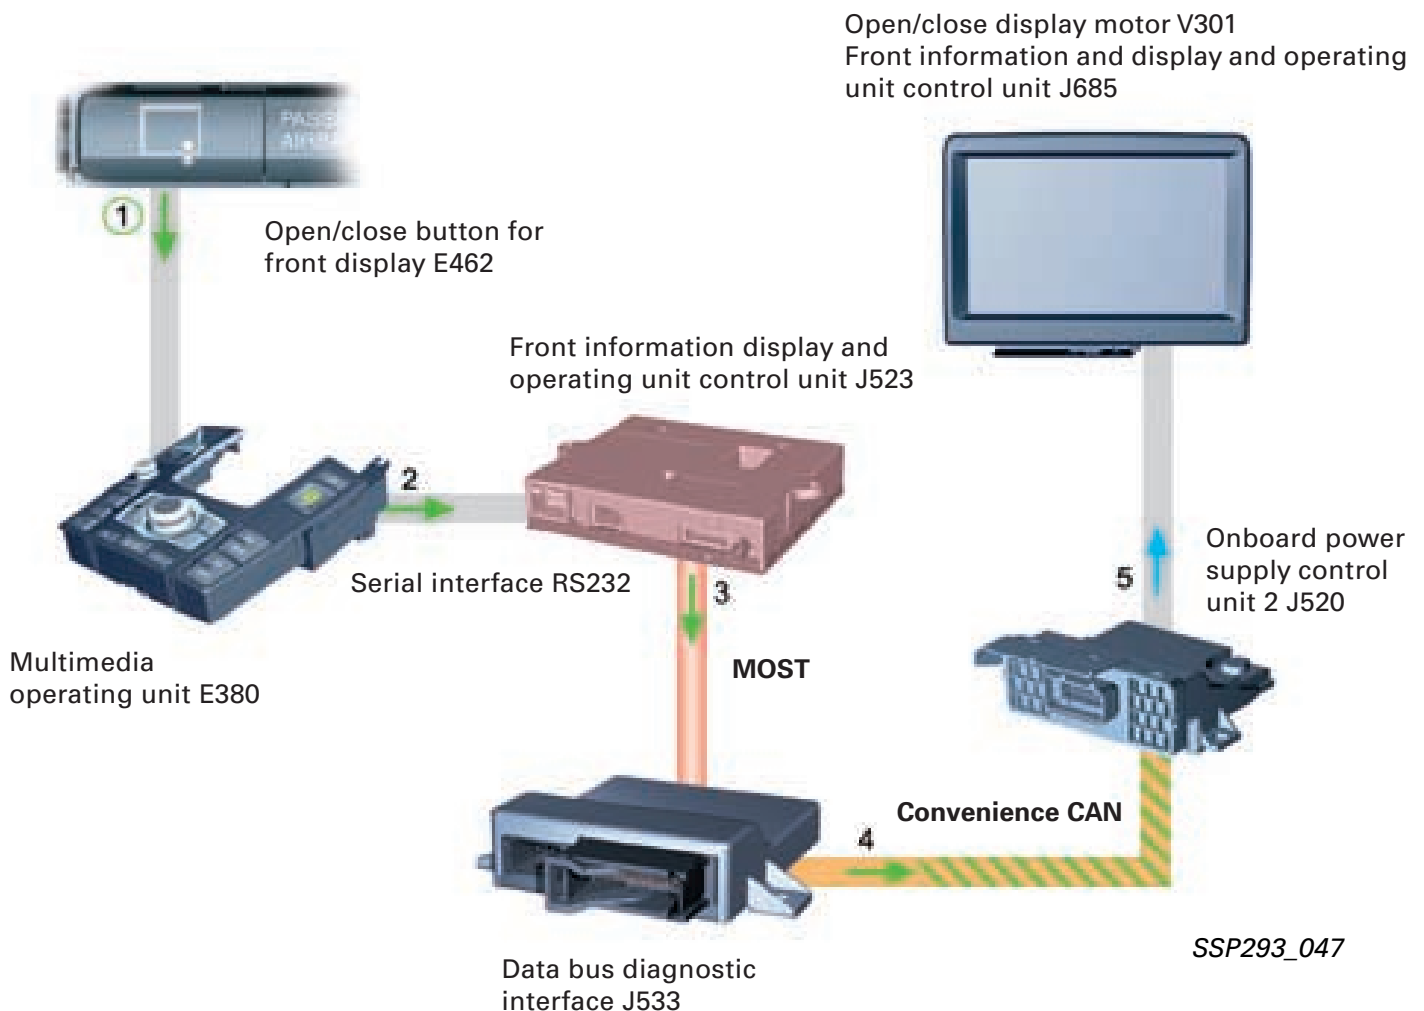 Open/close display motor V301
Front information and display and operating
unit control unit J685
1
Open/close button for
front display E462
Front information display and
operating unit control unit J523
2
Serial interface RS232
3
MOST
Multimedia
operating unit E380
Onboard power
supply control
unit 2 J520
5
Convenience CAN
4
Data bus diagnostic
interface J533
SSP293_047